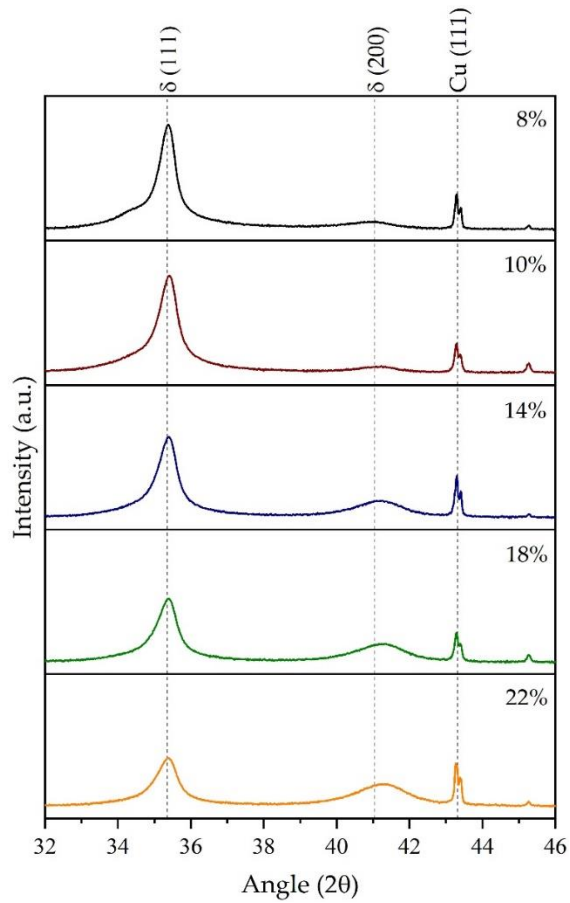 δ (111)
δ (200)
Cu (111)
8%
10%
14%
18%
22%
Intensity (a.u.)
32 34 36 38 40 42 44 46
Angle (2θ)